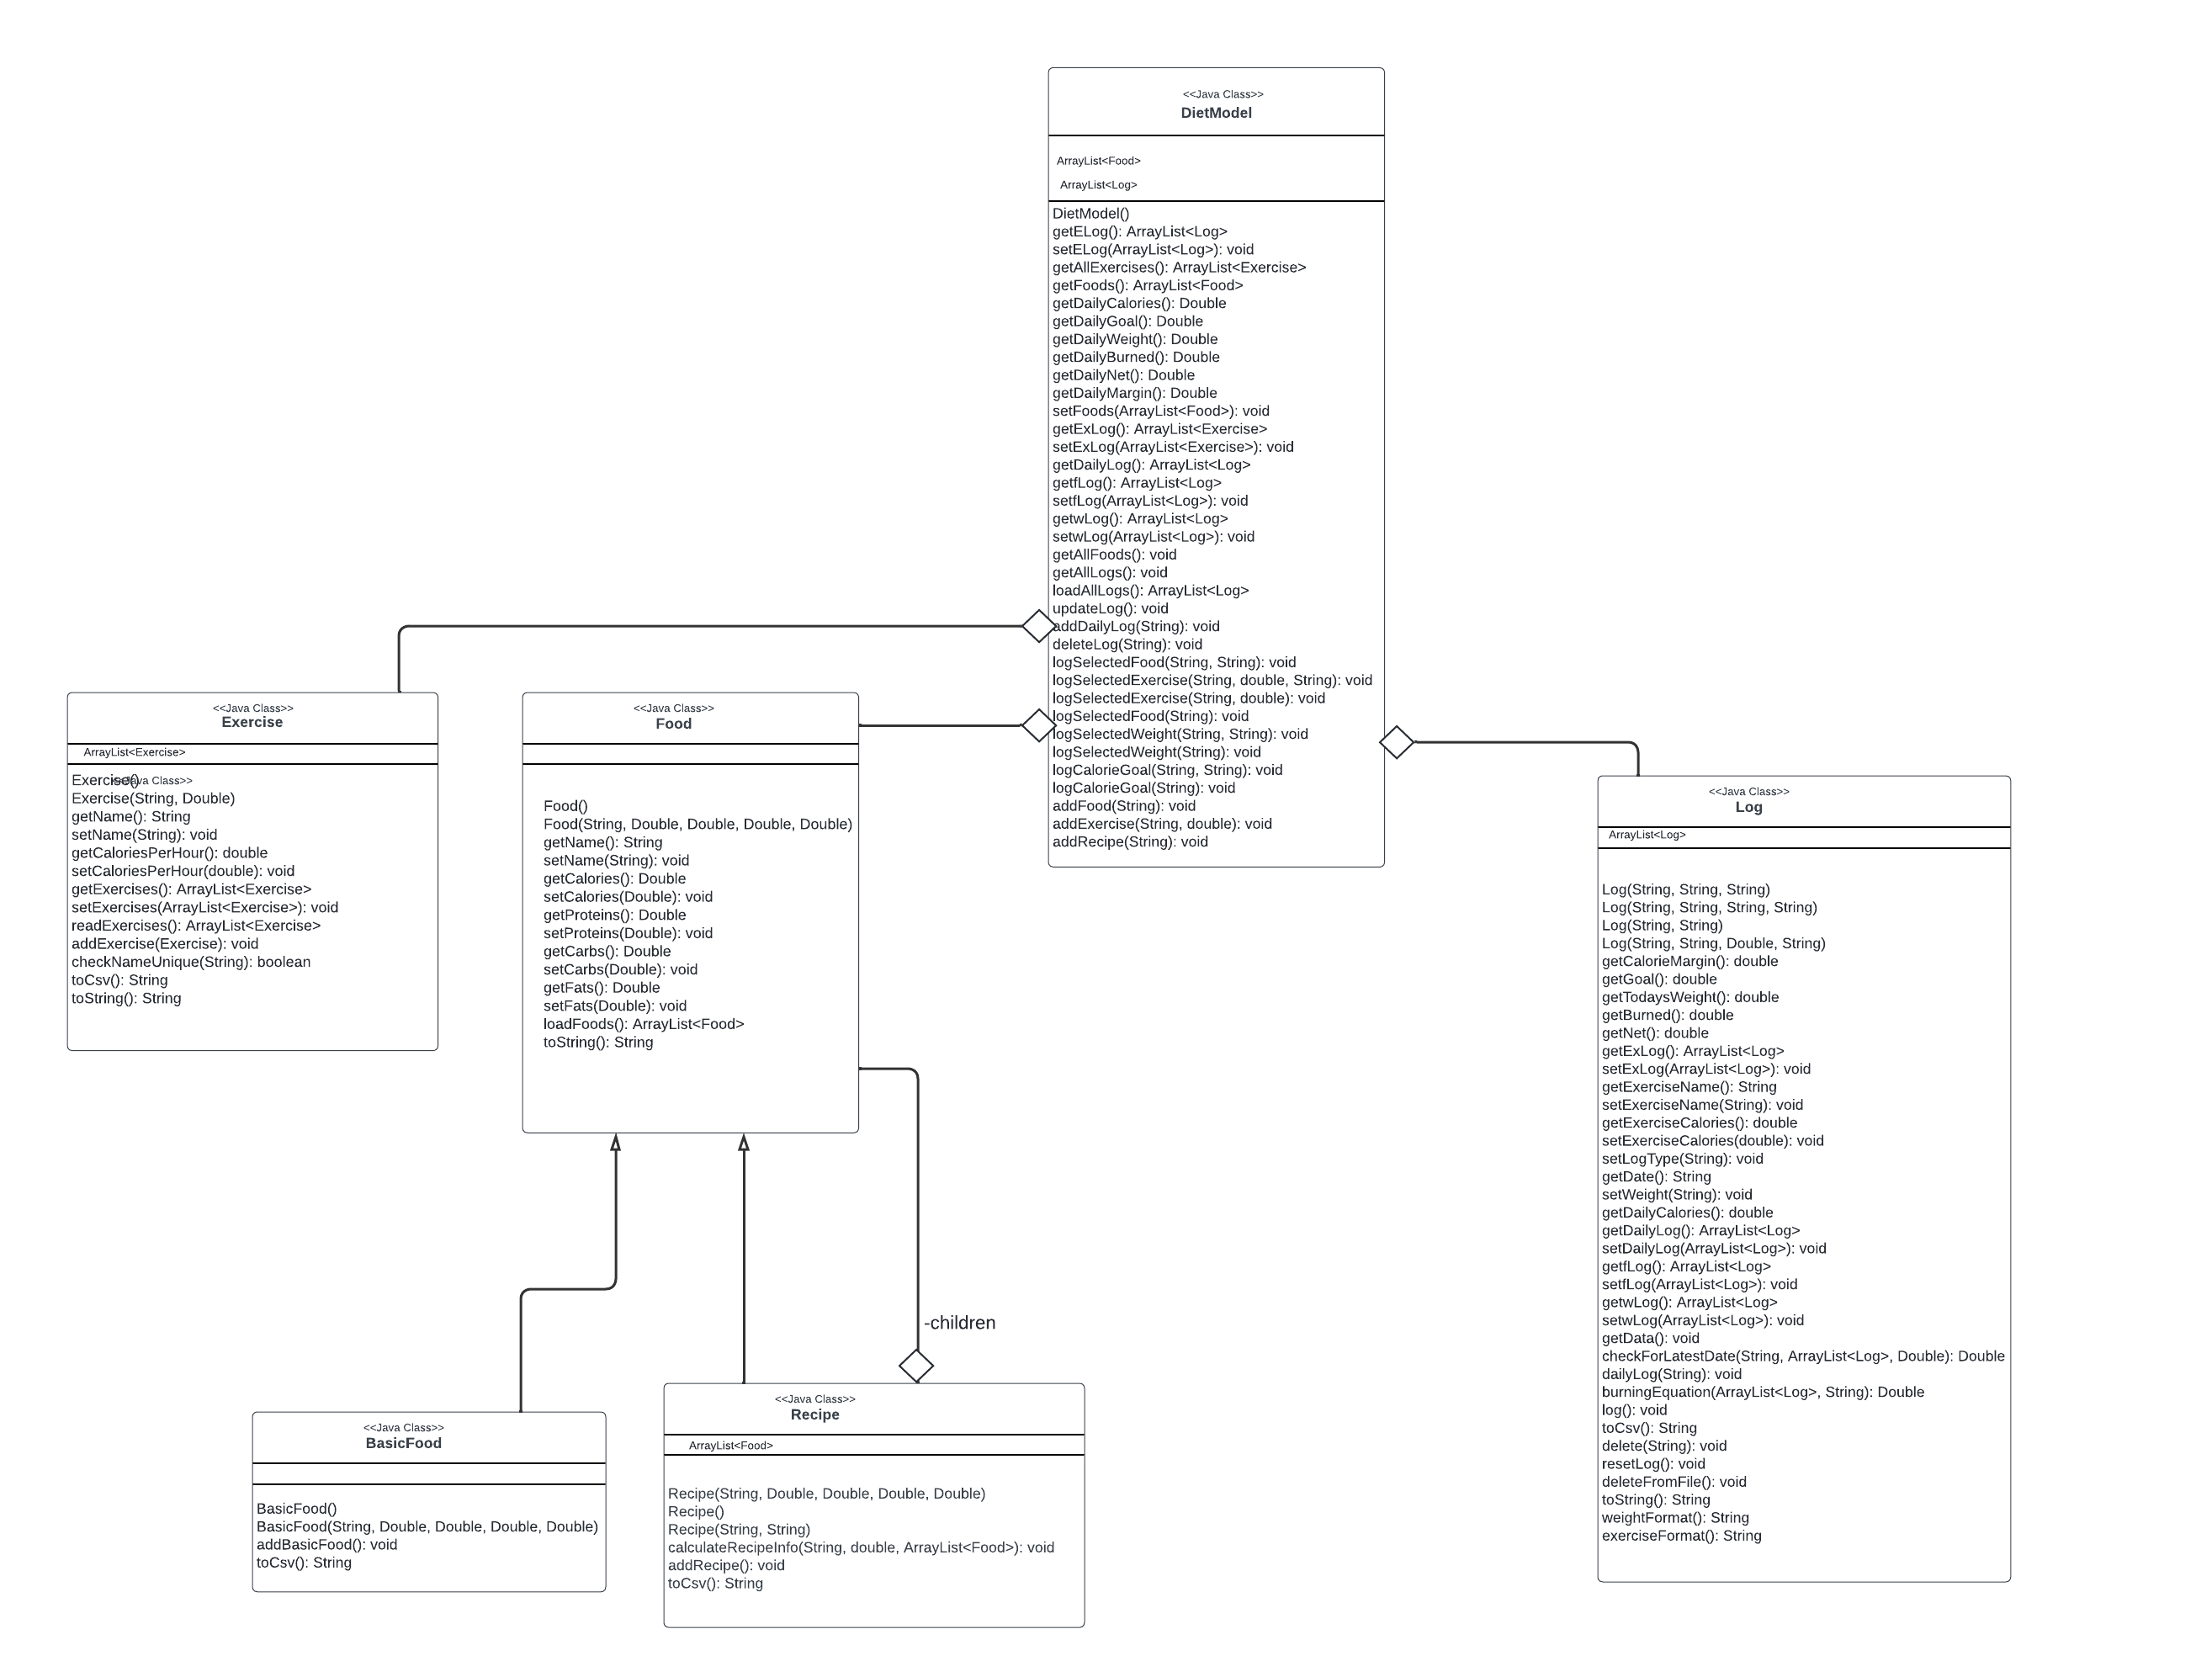 <<Java Class>>
DietModel
ArrayList<Food>
ArrayList<Log>
DietModel()
getELog(): ArrayList<Log>
setELog(ArrayList<Log>): void
getAllExercises(): ArrayList<Exercise>
getFoods(): ArrayList<Food>
getDailyCalories(): Double
getDailyGoal(): Double
getDailyWeight(): Double
getDailyBurned(): Double
getDailyNet(): Double
getDailyMargin(): Double
setFoods(ArrayList<Food>): void
getExLog(): ArrayList<Exercise>
setExLog(ArrayList<Exercise>): void
getDailyLog(): ArrayList<Log>
getfLog(): ArrayList<Log>
setfLog(ArrayList<Log>): void
getwLog(): ArrayList<Log>
setwLog(ArrayList<Log>): void
getAllFoods(): void
getAllLogs(): void
loadAllLogs(): ArrayList<Log>
updateLog(): void
addDailyLog(String): void
deleteLog(String): void
logSelectedFood(String, String): void
logSelectedExercise(String, double, String): void
logSelectedExercise(String, double): void
logSelectedFood(String): void
logSelectedWeight(String, String): void
logSelectedWeight(String): void
logCalorieGoal(String, String): void
logCalorieGoal(String): void
addFood(String): void
addExercise(String, double): void
addRecipe(String): void
<<Java Class>>
Exercise
ArrayList<Exercise>
Exercise()
<<Java Class>>
Exercise(String, Double)
getName(): String
setName(String): void
getCaloriesPerHour(): double
setCaloriesPerHour(double): void
getExercises(): ArrayList<Exercise>
setExercises(ArrayList<Exercise>): void
readExercises(): ArrayList<Exercise>
addExercise(Exercise): void
checkNameUnique(String): boolean
toCsv(): String
toString(): String
<<Java Class>>
Food
Food()
Food(String, Double, Double, Double, Double)
getName(): String
setName(String): void
getCalories(): Double
setCalories(Double): void
getProteins(): Double
setProteins(Double): void
getCarbs(): Double
setCarbs(Double): void
getFats(): Double
setFats(Double): void
loadFoods(): ArrayList<Food>
toString(): String
<<Java Class>>
Log
ArrayList<Log>
Log(String, String, String)
Log(String, String, String, String)
Log(String, String)
Log(String, String, Double, String)
getCalorieMargin(): double
getGoal(): double
getTodaysWeight(): double
getBurned(): double
getNet(): double
getExLog(): ArrayList<Log>
setExLog(ArrayList<Log>): void
getExerciseName(): String
setExerciseName(String): void
getExerciseCalories(): double
setExerciseCalories(double): void
setLogType(String): void
getDate(): String
setWeight(String): void
getDailyCalories(): double
getDailyLog(): ArrayList<Log>
setDailyLog(ArrayList<Log>): void
getfLog(): ArrayList<Log>
setfLog(ArrayList<Log>): void
getwLog(): ArrayList<Log>
setwLog(ArrayList<Log>): void
getData(): void
checkForLatestDate(String, ArrayList<Log>, Double): Double
dailyLog(String): void
burningEquation(ArrayList<Log>, String): Double
log(): void
toCsv(): String
delete(String): void
resetLog(): void
deleteFromFile(): void
toString(): String
weightFormat(): String
exerciseFormat(): String
-children
<<Java Class>>
BasicFood
BasicFood()
BasicFood(String, Double, Double, Double, Double)
addBasicFood(): void
toCsv(): String
<<Java Class>>
Recipe
ArrayList<Food>
Recipe(String, Double, Double, Double, Double)
Recipe()
Recipe(String, String)
calculateRecipeInfo(String, double, ArrayList<Food>): void
addRecipe(): void
toCsv(): String